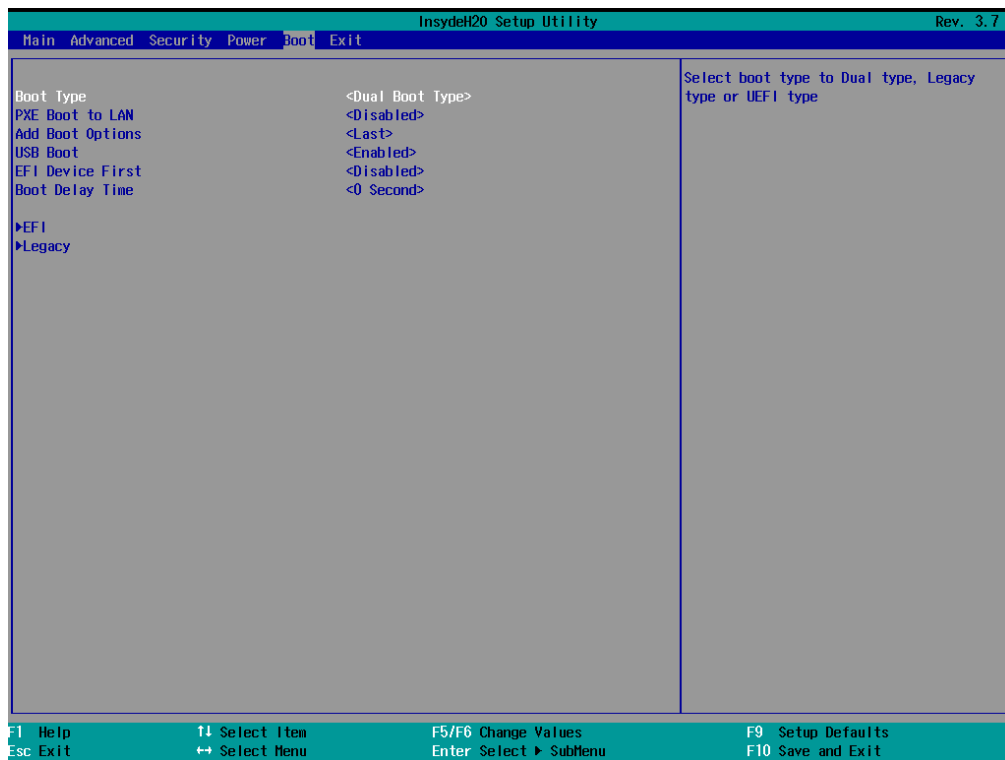 InsydeH20 Setup Utility Rev. 3.7
Main Advanced Security Power Boot Exit
Boot Type <Dual Boot Type>
PXE Boot to LAN <Disabled>
Add Boot Options <Last>
USB Boot <Enabled>
EFI Device First <Disabled>
Boot Delay Time <0 Second>
▶EFI
▶Legacy
Select boot type to Dual type, Legacy
type or UEFI type
F1 Help ↑↓ Select Item F5/F6 Change Values F9 Setup Defaults
Esc Exit ↔ Select Menu Enter Select ▶ SubMenu F10 Save and Exit